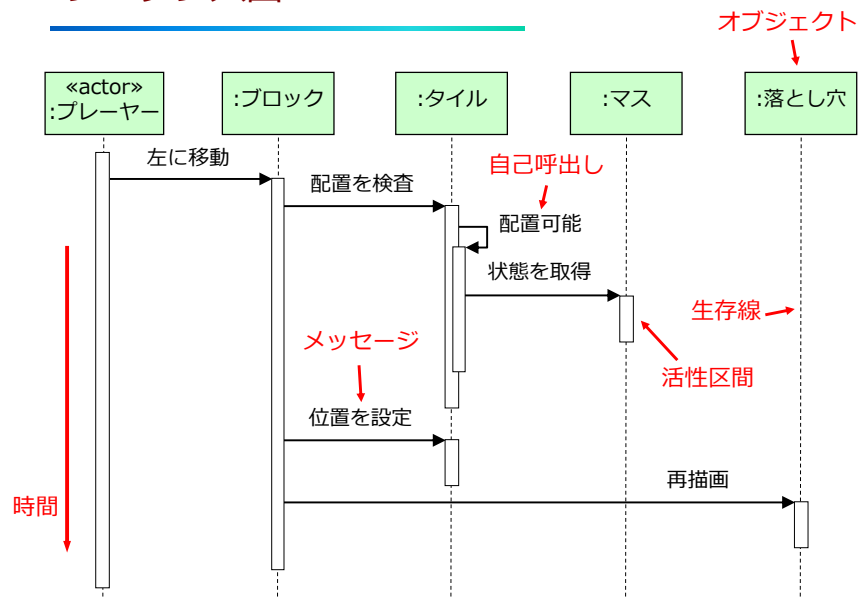 オブジェクト
«actor»
:プレーヤー
:ブロック
:タイル
:マス
:落とし穴
左に移動
自己呼出し
配置を検査
配置可能
状態を取得
生存線
メッセージ
活性区間
位置を設定
再描画
時間